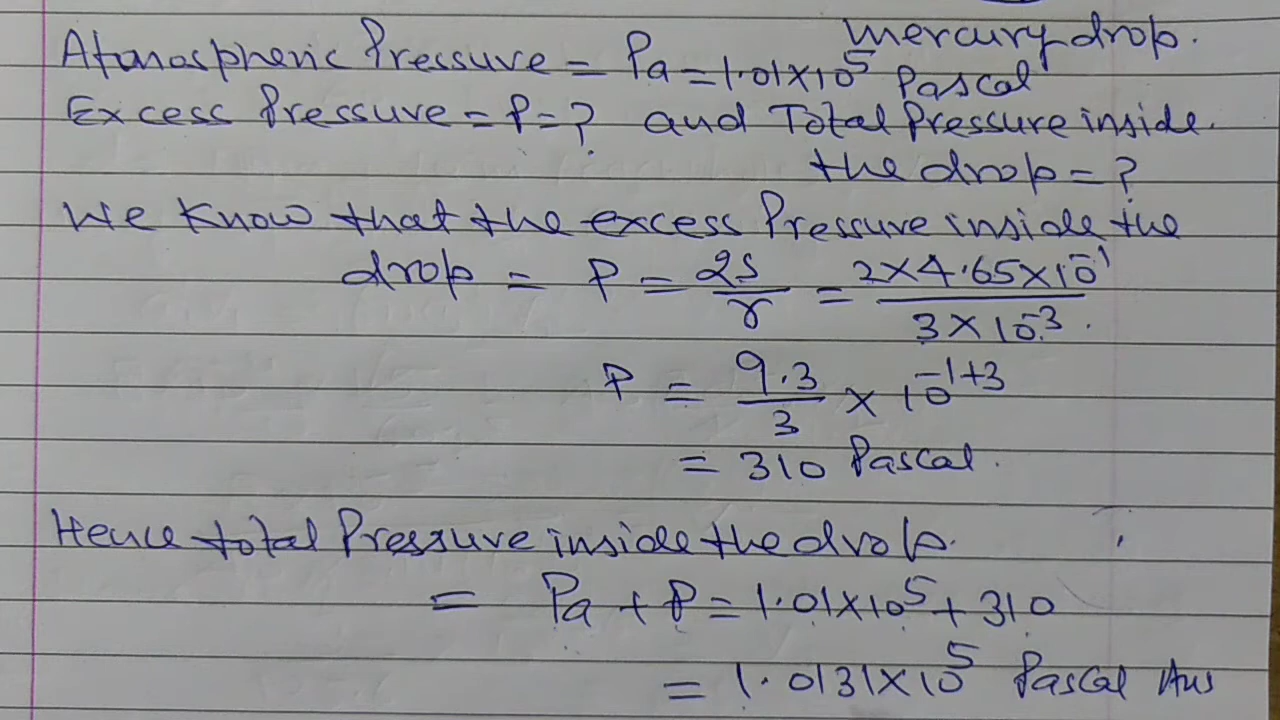 mercury drop.
Atmospheric Pressure = Pa = 1.01×10⁵ Pascal
Excess Pressure = P = ? and Total Pressure inside.
the drop = ?
We know that the excess Pressure inside the
drop = P = 2S/r = 2×4.65×10⁻¹/3×10⁻³.
P = 9.3/3 × 10⁻¹⁺³
= 310 Pascal.
Hence total Pressure inside the drop.
= Pa + P = 1.01×10⁵ + 310
= 1.0131×10⁵ Pascal Ans